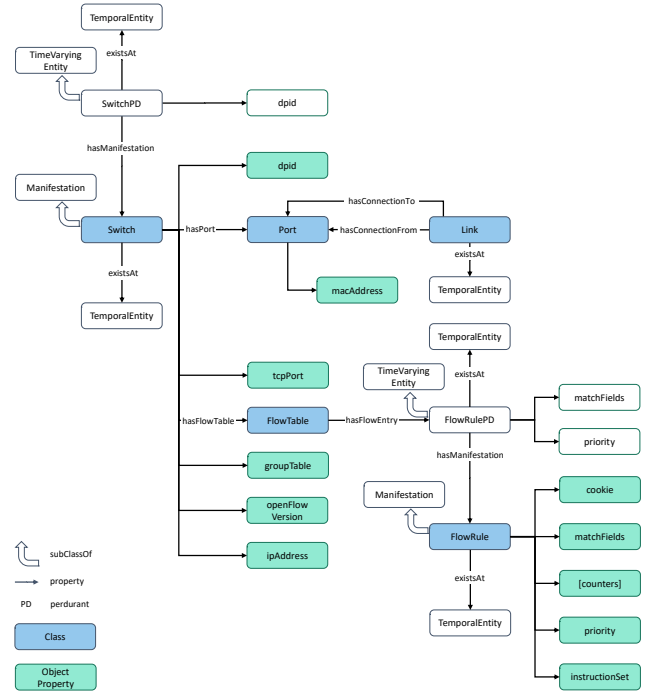 TemporalEntity
existsAt
TimeVarying
Entity
SwitchPD
dpid
hasManifestation
dpid
Manifestation
Switch
hasPort
Port
hasConnectionTo
hasConnectionFrom
Link
existsAt
existsAt
TemporalEntity
macAddress
TemporalEntity
TemporalEntity
existsAt
TimeVarying
Entity
tcpPort
matchFields
hasFlowTable
FlowTable
hasFlowEntry
FlowRulePD
priority
hasManifestation
groupTable
Manifestation
cookie
openFlow
Version
FlowRule
matchFields
ipAddress
subClassOf
existsAt
[counters]
property
PD
perdurant
TemporalEntity
priority
Class
Object
Property
instructionSet